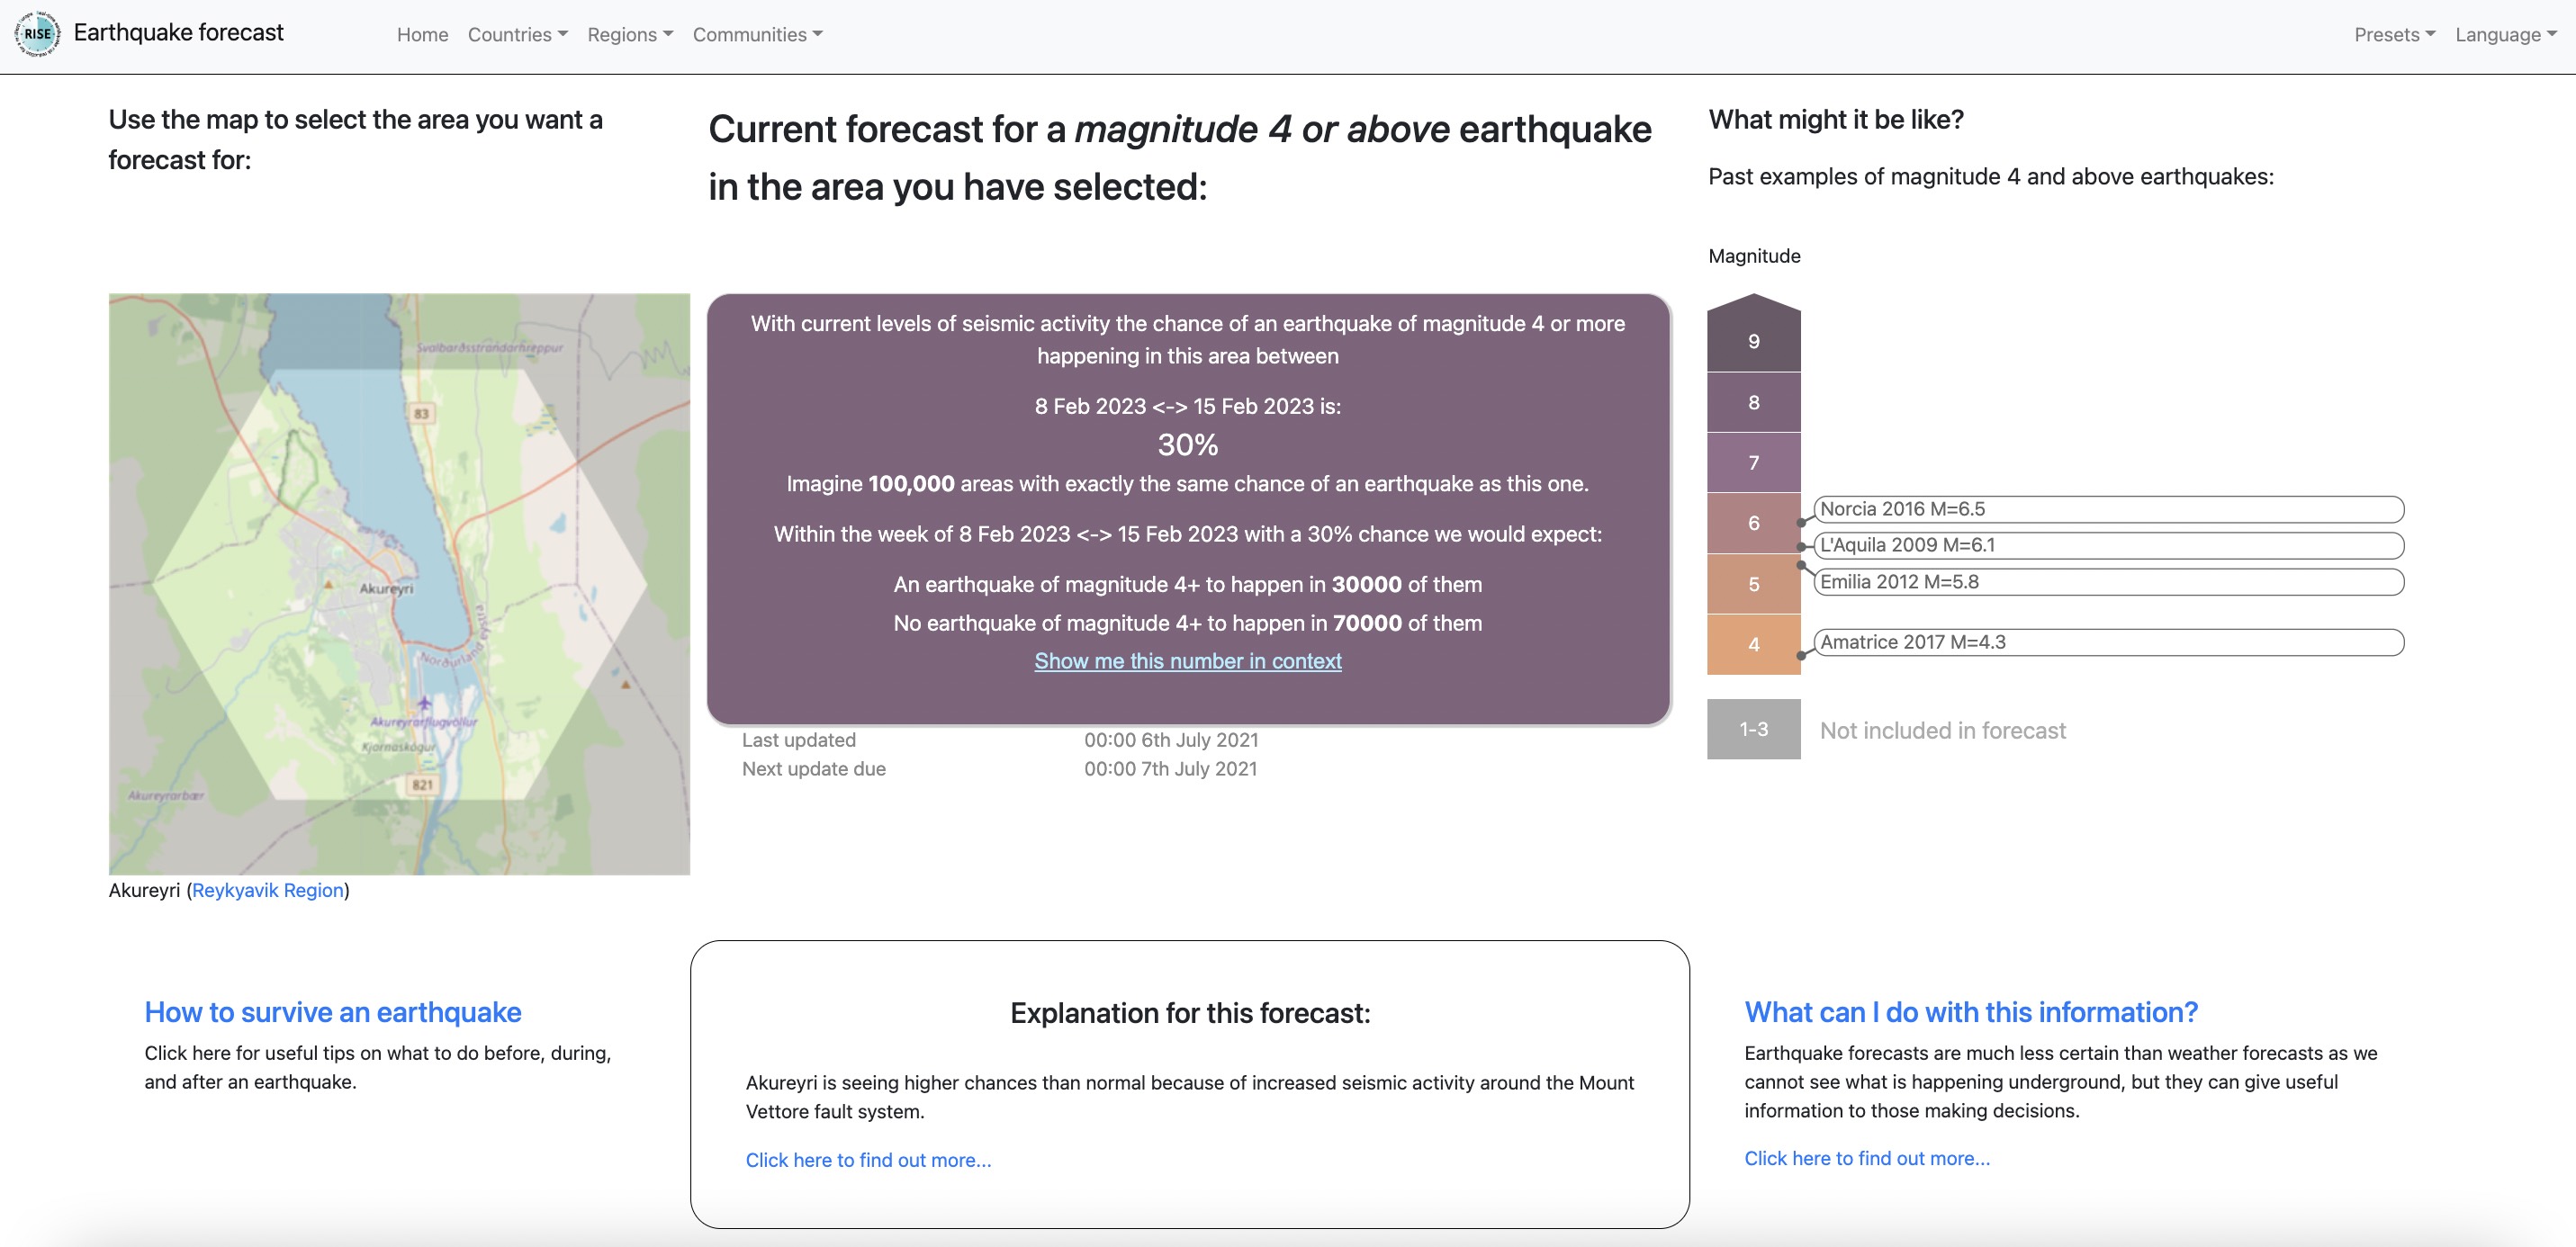 RISE
Earthquake forecast
Home
Countries
Regions
Communities
Presets
Language
Use the map to select the area you want a
forecast for:
Svalbarðsstrandarhreppur
83
Akureyri
Norðurland eystra
Akureyrarflugvöllur
Kjarnaskógur
821
Akureyrarbær
Akureyri (Reykyavik Region)
Current forecast for a magnitude 4 or above earthquake
in the area you have selected:
With current levels of seismic activity the chance of an earthquake of magnitude 4 or more
happening in this area between
8 Feb 2023 <-> 15 Feb 2023 is:
30%
Imagine 100,000 areas with exactly the same chance of an earthquake as this one.
Within the week of 8 Feb 2023 <-> 15 Feb 2023 with a 30% chance we would expect:
An earthquake of magnitude 4+ to happen in 30000 of them
No earthquake of magnitude 4+ to happen in 70000 of them
Show me this number in context
Last updated 00:00 6th July 2021
Next update due 00:00 7th July 2021
What might it be like?
Past examples of magnitude 4 and above earthquakes:
Magnitude
9
8
7
6
5
4
1-3
Norcia 2016 M=6.5
L'Aquila 2009 M=6.1
Emilia 2012 M=5.8
Amatrice 2017 M=4.3
Not included in forecast
How to survive an earthquake
Click here for useful tips on what to do before, during,
and after an earthquake.
Explanation for this forecast:
Akureyri is seeing higher chances than normal because of increased seismic activity around the Mount
Vettore fault system.
Click here to find out more...
What can I do with this information?
Earthquake forecasts are much less certain than weather forecasts as we
cannot see what is happening underground, but they can give useful
information to those making decisions.
Click here to find out more...